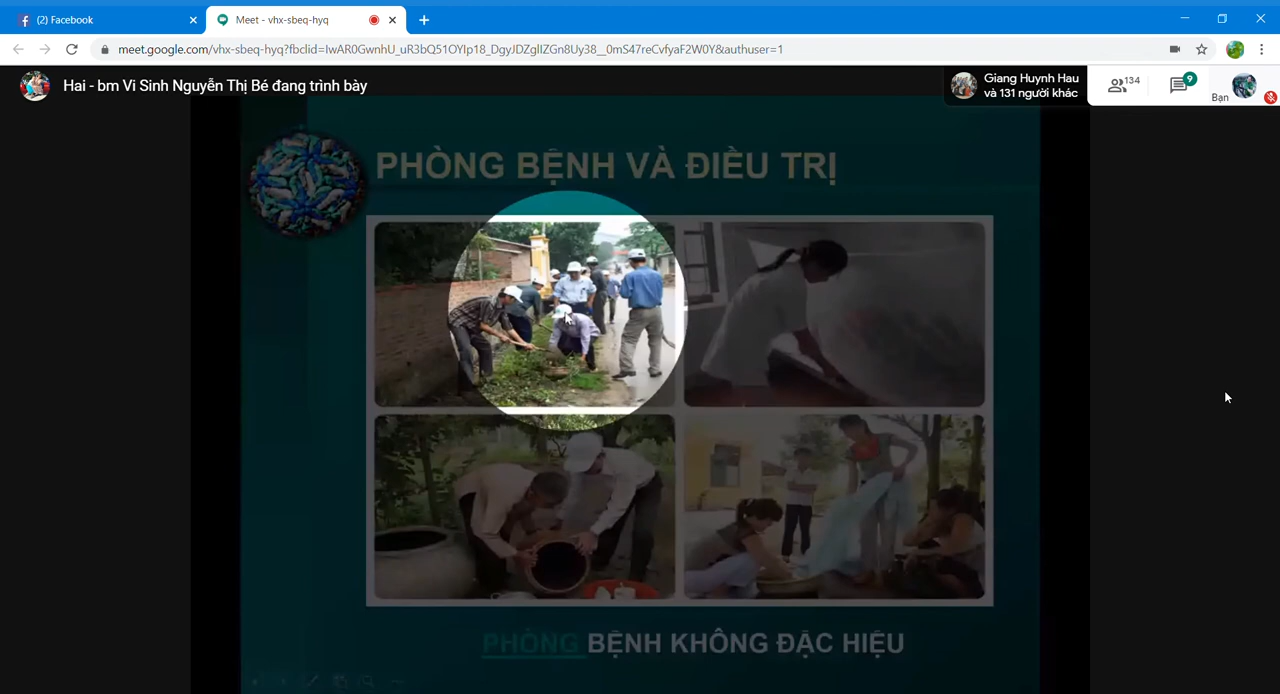 (2) Facebook
Meet - vhx-sbeq-hyq
meet.google.com/vhx-sbeq-hyq?fbclid=IwAR0GwnhU_uR3bQ51OYIp18_DgyJDZglIZGn8Uy38__0mS47reCvfyaF2W0Y&authuser=1
Hai - bm Vi Sinh Nguyễn Thị Bé đang trình bày
Giang Huynh Hau
và 131 người khác
134
9
Bạn
PHÒNG BỆNH VÀ ĐIỀU TRỊ
PHÒNG BỆNH KHÔNG ĐẶC HIỆU